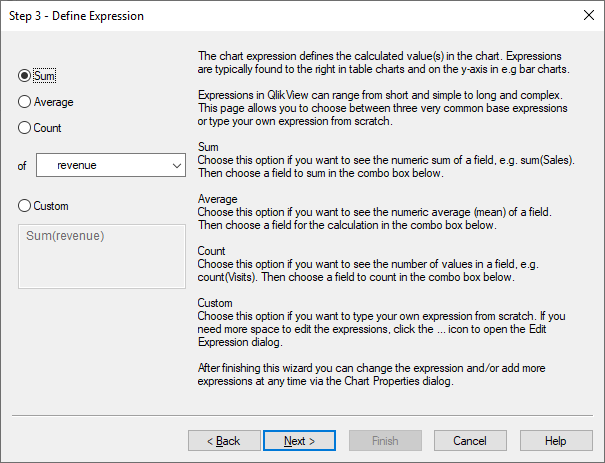 Step 3 - Define Expression
Sum
Average
Count
of
revenue
Custom
Sum(revenue)
The chart expression defines the calculated value(s) in the chart. Expressions
are typically found to the right in table charts and on the y-axis in e.g bar charts.
Expressions in QlikView can range from short and simple to long and complex.
This page allows you to choose between three very common base expressions
or type your own expression from scratch.
Sum
Choose this option if you want to see the numeric sum of a field, e.g. sum(Sales).
Then choose a field to sum in the combo box below.
Average
Choose this option if you want to see the numeric average (mean) of a field.
Then choose a field for the calculation in the combo box below.
Count
Choose this option if you want to see the number of values in a field, e.g.
count(Visits). Then choose a field to count in the combo box below.
Custom
Choose this option if you want to type your own expression from scratch. If you
need more space to edit the expressions, click the ... icon to open the Edit
Expression dialog.
After finishing this wizard you can change the expression and/or add more
expressions at any time via the Chart Properties dialog.
< Back
Next >
Finish
Cancel
Help